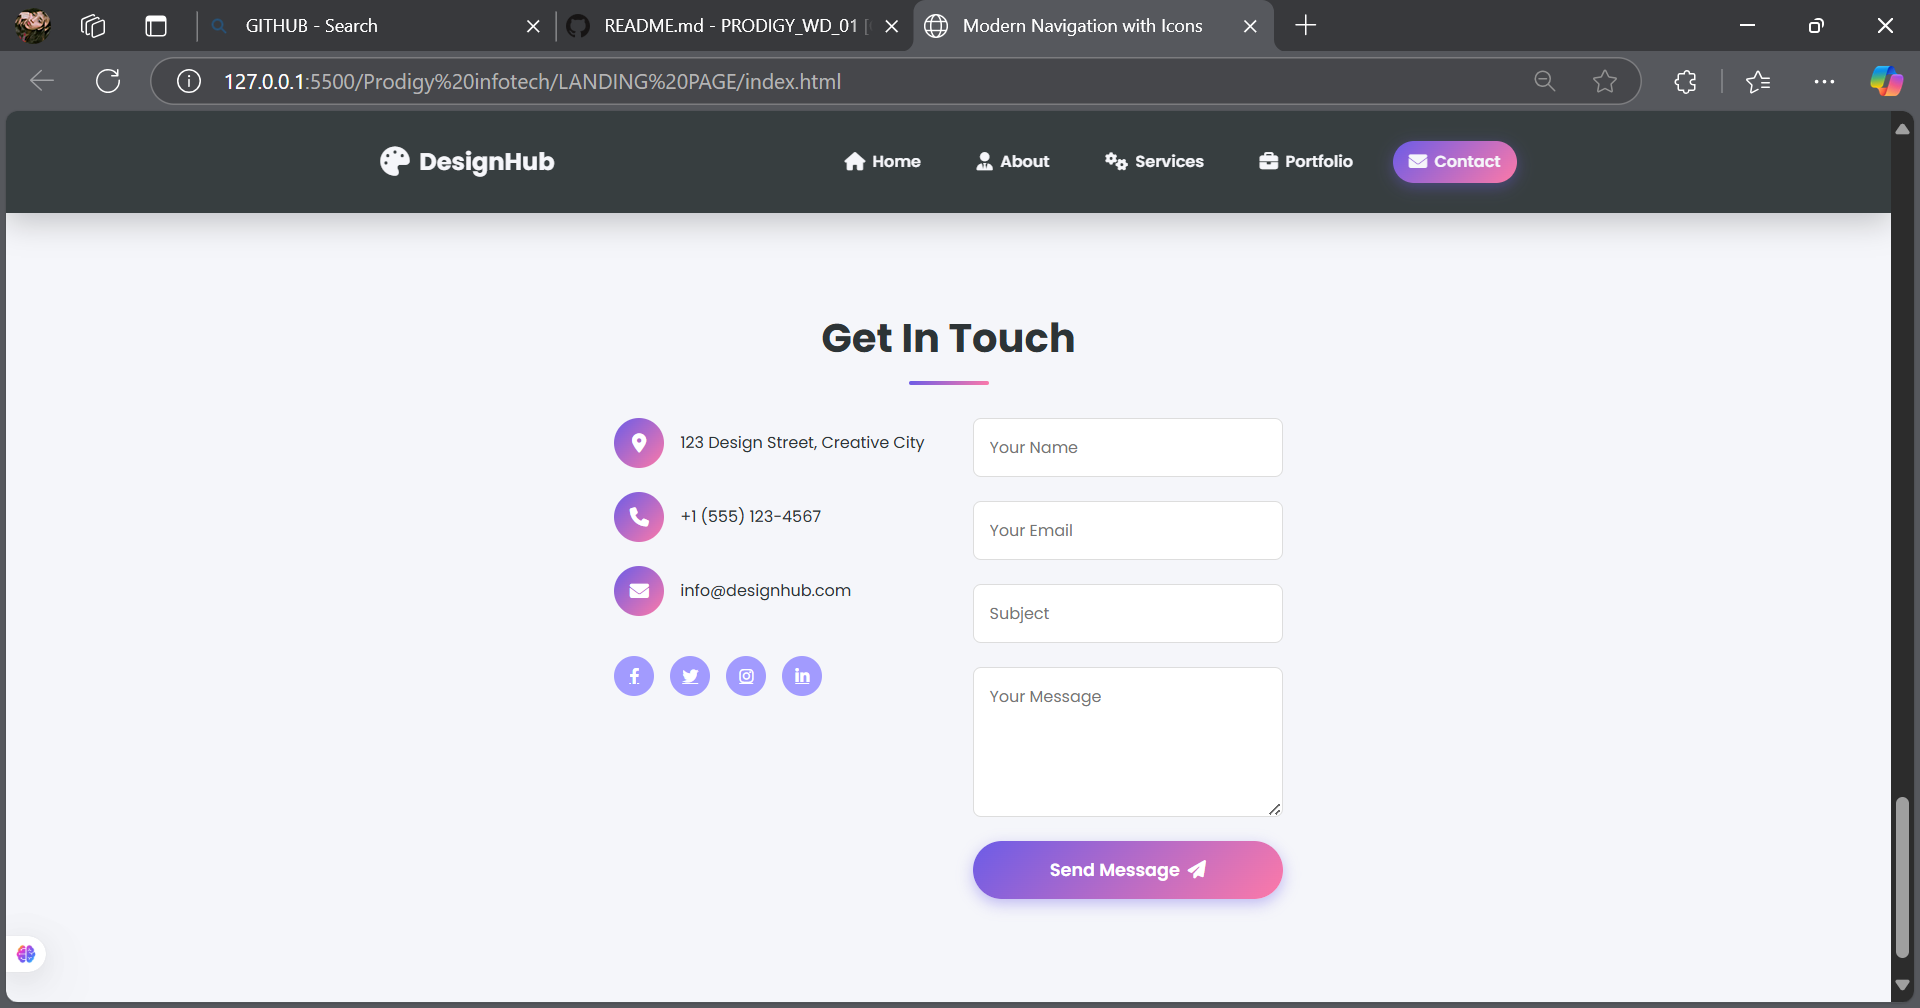 GITHUB - Search
README.md - PRODIGY_WD_01
Modern Navigation with Icons
127.0.0.1:5500/Prodigy%20infotech/LANDING%20PAGE/index.html
DesignHub
Home
About
Services
Portfolio
Contact
Get In Touch
123 Design Street, Creative City
+1 (555) 123-4567
info@designhub.com
Your Name
Your Email
Subject
Your Message
Send Message